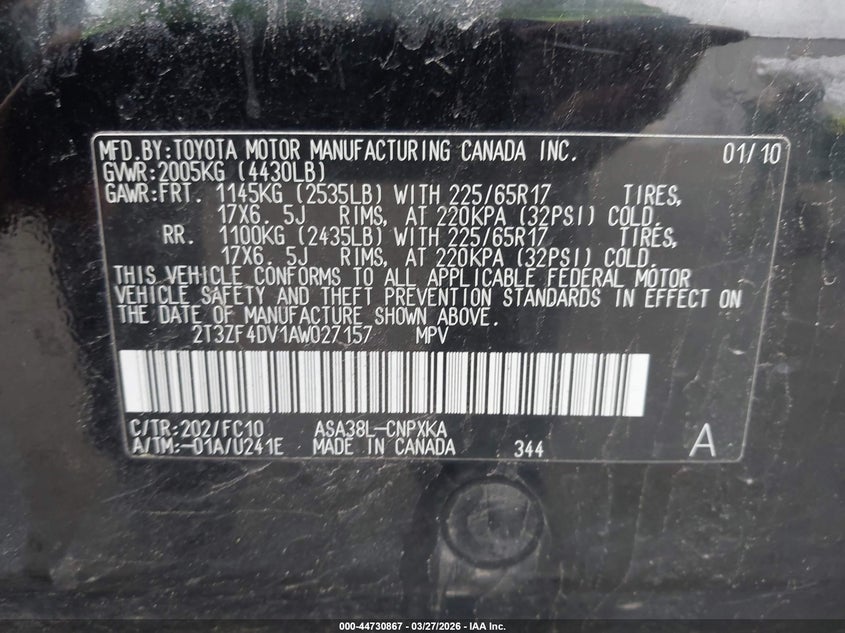 MFD.BY:TOYOTA MOTOR MANUFACTURING CANADA INC. 01/10
GVWR:2005KG (4430LB)
GAWR:FRT. 1145KG (2535LB) WITH 225/65R17 TIRES,
17X6. 5J RIMS, AT 220KPA (32PSI) COLD.
RR. 1100KG (2435LB) WITH 225/65R17 TIRES,
17X6. 5J RIMS, AT 220KPA (32PSI) COLD.
THIS VEHICLE CONFORMS TO ALL APPLICABLE FEDERAL MOTOR
VEHICLE SAFETY AND THEFT PREVENTION STANDARDS IN EFFECT ON
THE DATE OF MANUFACTURE SHOWN ABOVE.
2T3ZF4DV1AW027157 MPV
C/TR:202/FC10 ASA38L-CNPXKA
A/TM:-01A/U241E MADE IN CANADA 344 A
000-44730867 - 03/27/2026 - IAA Inc.